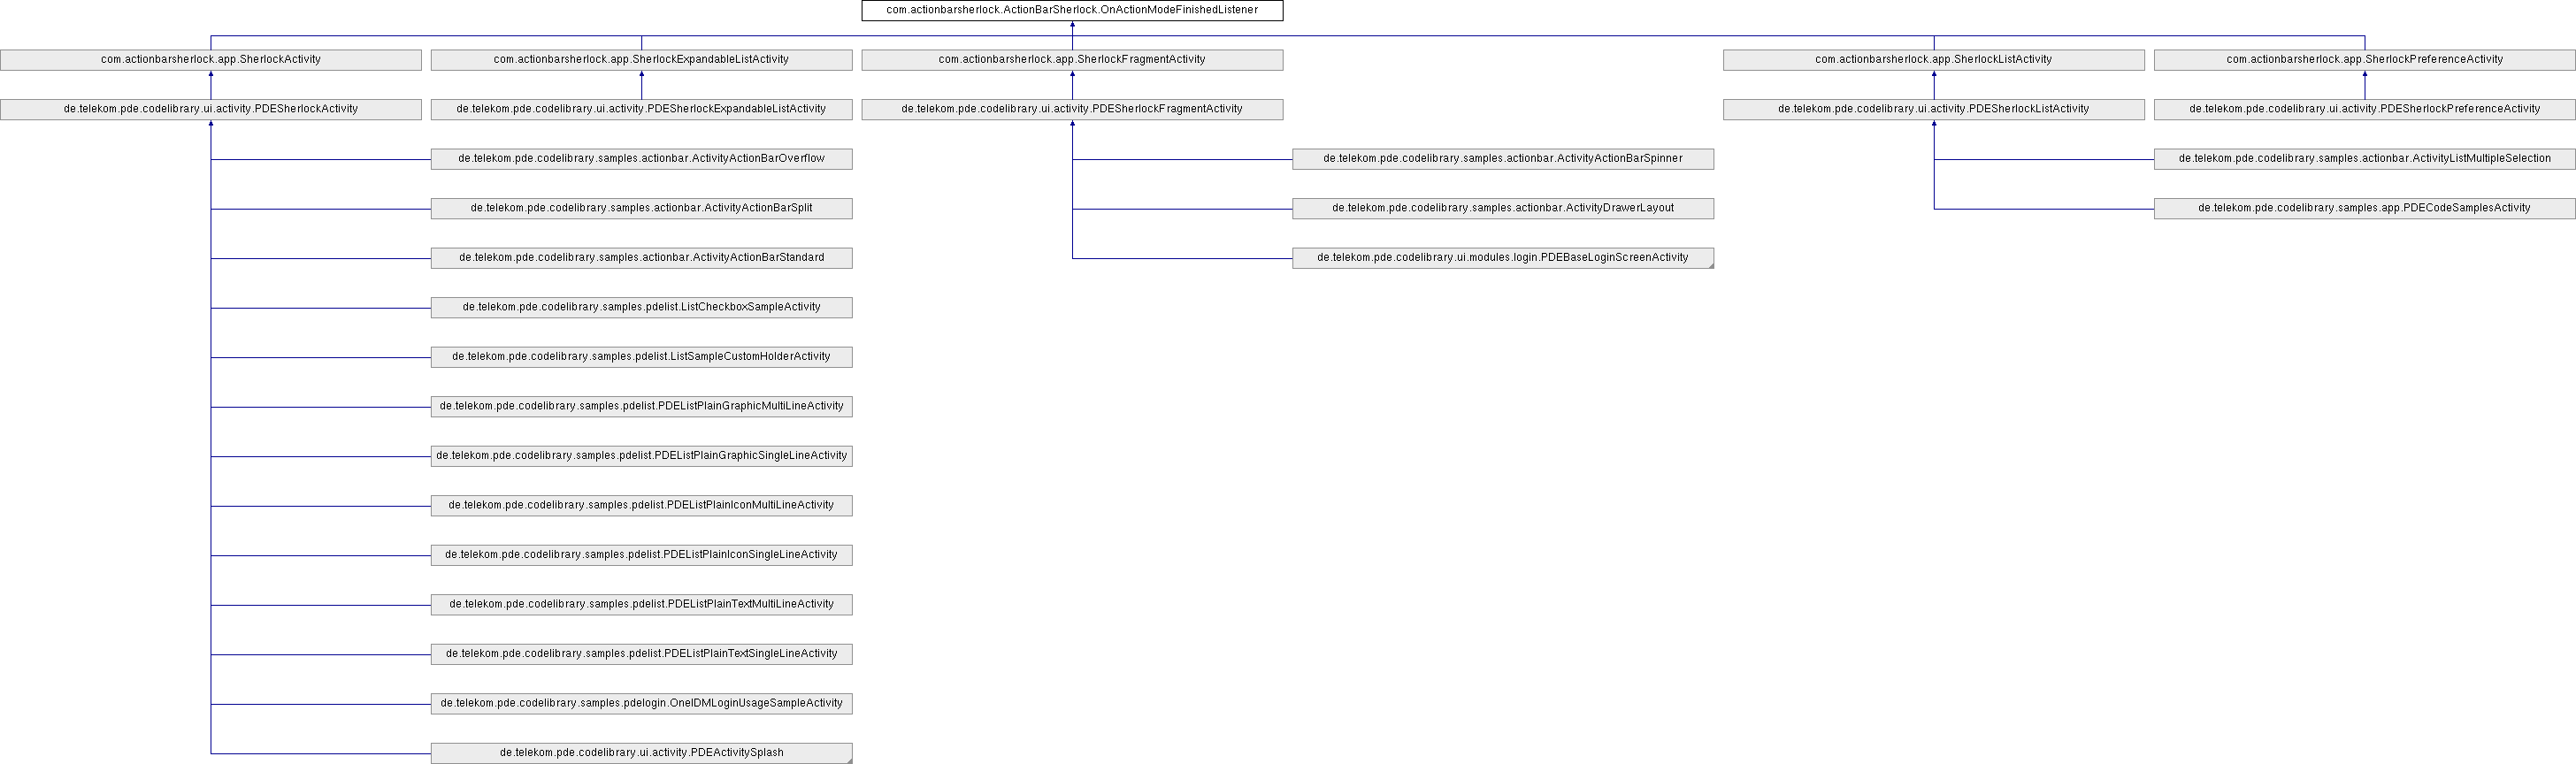 com.actionbarsherlock.ActionBarSherlock.OnActionModeFinishedListener
com.actionbarsherlock.app.SherlockActivity
com.actionbarsherlock.app.SherlockExpandableListActivity
com.actionbarsherlock.app.SherlockFragmentActivity
com.actionbarsherlock.app.SherlockListActivity
com.actionbarsherlock.app.SherlockPreferenceActivity
de.telekom.pde.codelibrary.ui.activity.PDESherlockActivity
de.telekom.pde.codelibrary.ui.activity.PDESherlockExpandableListActivity
de.telekom.pde.codelibrary.ui.activity.PDESherlockFragmentActivity
de.telekom.pde.codelibrary.ui.activity.PDESherlockListActivity
de.telekom.pde.codelibrary.ui.activity.PDESherlockPreferenceActivity
de.telekom.pde.codelibrary.samples.actionbar.ActivityActionBarOverflow
de.telekom.pde.codelibrary.samples.actionbar.ActivityActionBarSpinner
de.telekom.pde.codelibrary.samples.actionbar.ActivityListMultipleSelection
de.telekom.pde.codelibrary.samples.actionbar.ActivityActionBarSplit
de.telekom.pde.codelibrary.samples.actionbar.ActivityDrawerLayout
de.telekom.pde.codelibrary.samples.app.PDECodeSamplesActivity
de.telekom.pde.codelibrary.samples.actionbar.ActivityActionBarStandard
de.telekom.pde.codelibrary.ui.modules.login.PDEBaseLoginScreenActivity
de.telekom.pde.codelibrary.samples.pdelist.ListCheckboxSampleActivity
de.telekom.pde.codelibrary.samples.pdelist.ListSampleCustomHolderActivity
de.telekom.pde.codelibrary.samples.pdelist.PDEListPlainGraphicMultiLineActivity
de.telekom.pde.codelibrary.samples.pdelist.PDEListPlainGraphicSingleLineActivity
de.telekom.pde.codelibrary.samples.pdelist.PDEListPlainIconMultiLineActivity
de.telekom.pde.codelibrary.samples.pdelist.PDEListPlainIconSingleLineActivity
de.telekom.pde.codelibrary.samples.pdelist.PDEListPlainTextMultiLineActivity
de.telekom.pde.codelibrary.samples.pdelist.PDEListPlainTextSingleLineActivity
de.telekom.pde.codelibrary.samples.pdelogin.OneIDMLoginUsageSampleActivity
de.telekom.pde.codelibrary.ui.activity.PDEActivitySplash